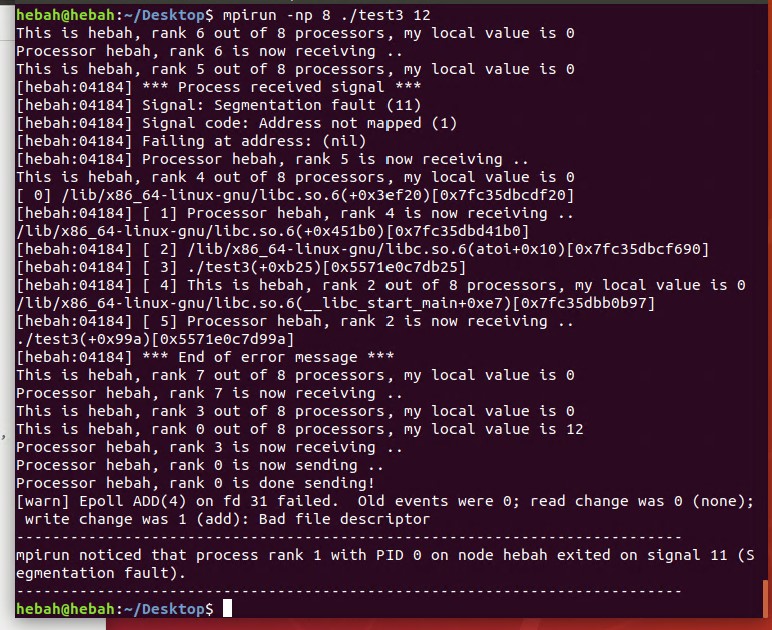 hebah@hebah:~/Desktop$ mpirun -np 8 ./test3 12
This is hebah, rank 6 out of 8 processors, my local value is 0
Processor hebah, rank 6 is now receiving ..
This is hebah, rank 5 out of 8 processors, my local value is 0
[hebah:04184] *** Process received signal ***
[hebah:04184] Signal: Segmentation fault (11)
[hebah:04184] Signal code: Address not mapped (1)
[hebah:04184] Failing at address: (nil)
[hebah:04184] Processor hebah, rank 5 is now receiving ..
This is hebah, rank 4 out of 8 processors, my local value is 0
[ 0] /lib/x86_64-linux-gnu/libc.so.6(+0x3ef20)[0x7fc35dbcdf20]
[hebah:04184] [ 1] Processor hebah, rank 4 is now receiving ..
/lib/x86_64-linux-gnu/libc.so.6(+0x451b0)[0x7fc35dbd41b0]
[hebah:04184] [ 2] /lib/x86_64-linux-gnu/libc.so.6(atoi+0x10)[0x7fc35dbcf690]
[hebah:04184] [ 3] ./test3(+0xb25)[0x5571e0c7db25]
[hebah:04184] [ 4] This is hebah, rank 2 out of 8 processors, my local value is 0
/lib/x86_64-linux-gnu/libc.so.6(__libc_start_main+0xe7)[0x7fc35dbb0b97]
[hebah:04184] [ 5] Processor hebah, rank 2 is now receiving ..
./test3(+0x99a)[0x5571e0c7d99a]
[hebah:04184] *** End of error message ***
This is hebah, rank 7 out of 8 processors, my local value is 0
Processor hebah, rank 7 is now receiving ..
This is hebah, rank 3 out of 8 processors, my local value is 0
This is hebah, rank 0 out of 8 processors, my local value is 12
Processor hebah, rank 3 is now receiving ..
Processor hebah, rank 0 is now sending ..
Processor hebah, rank 0 is done sending!
[warn] Epoll ADD(4) on fd 31 failed.  Old events were 0; read change was 0 (none);
 write change was 1 (add): Bad file descriptor
--------------------------------------------------------------------------
mpirun noticed that process rank 1 with PID 0 on node hebah exited on signal 11 (S
egmentation fault).
--------------------------------------------------------------------------
hebah@hebah:~/Desktop$